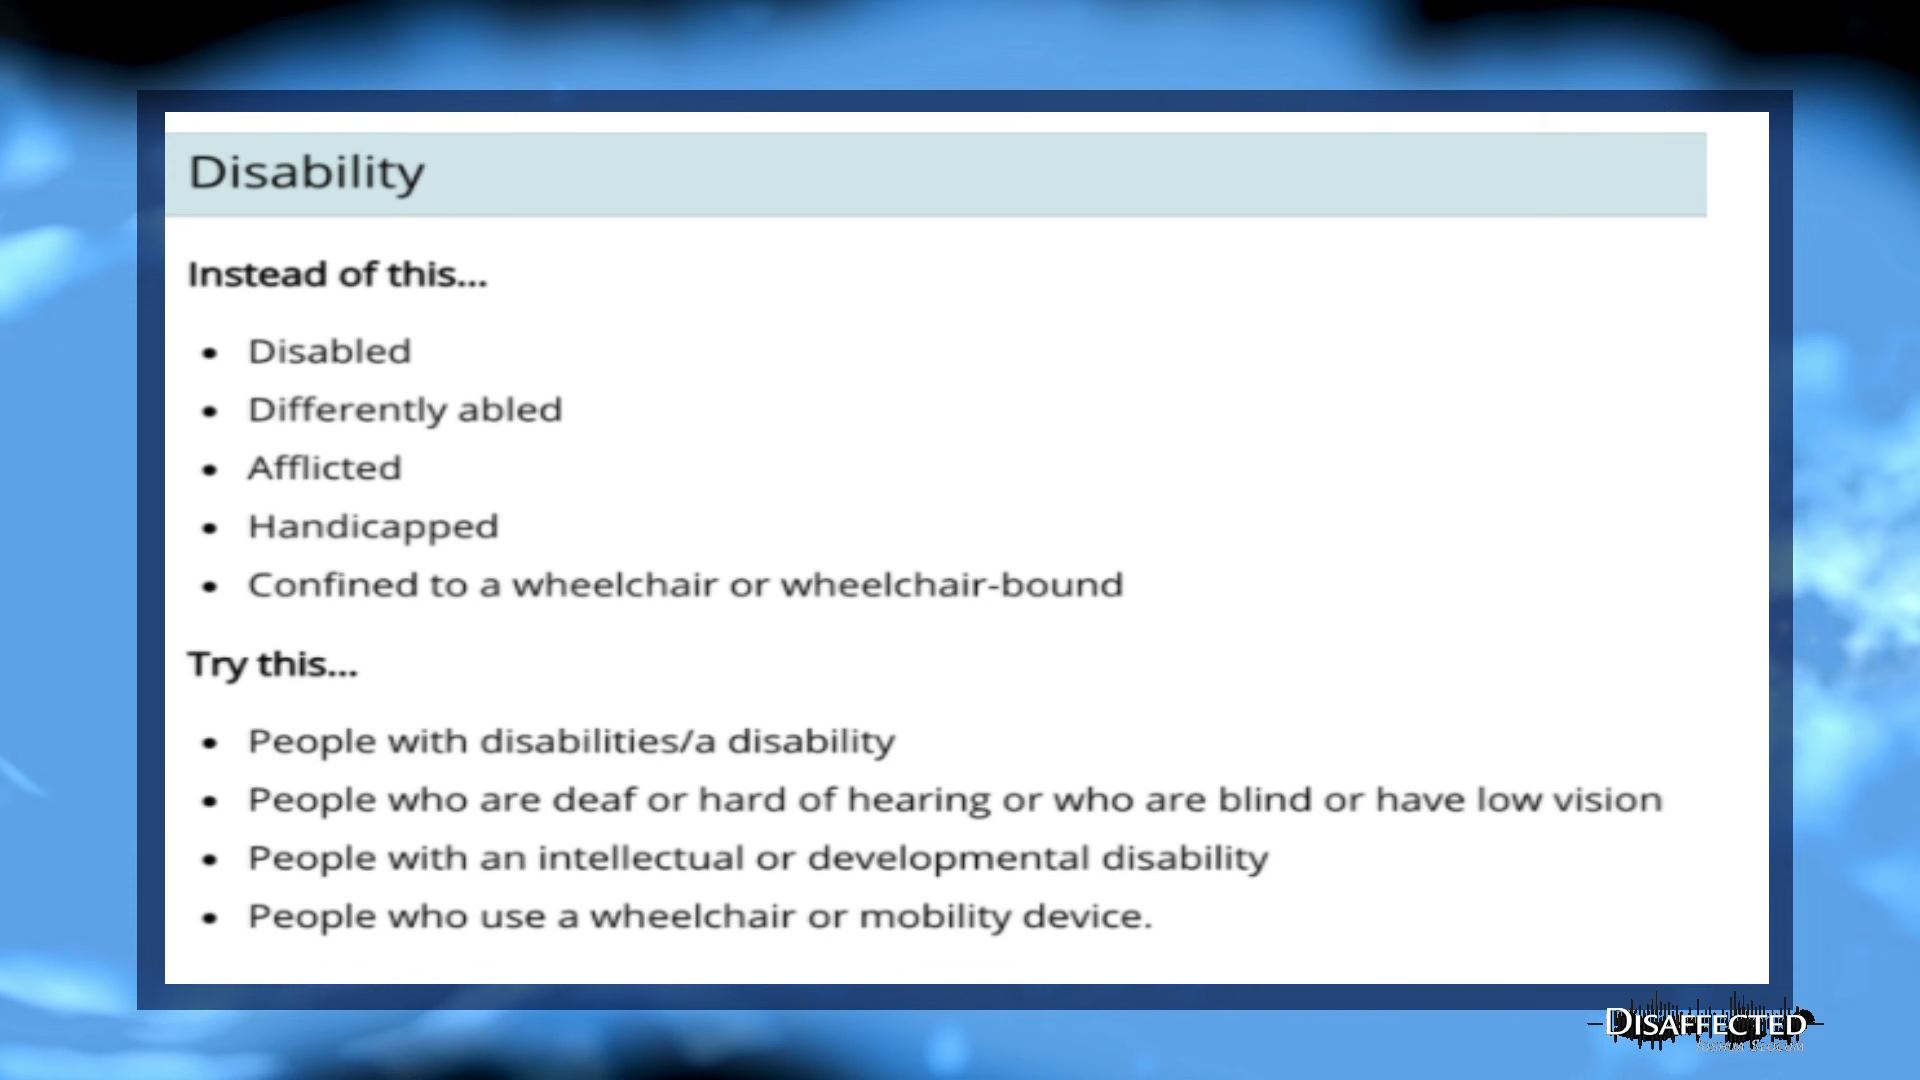 Disability
Instead of this...
• Disabled
• Differently abled
• Afflicted
• Handicapped
• Confined to a wheelchair or wheelchair-bound
Try this...
• People with disabilities/a disability
• People who are deaf or hard of hearing or who are blind or have low vision
• People with an intellectual or developmental disability
• People who use a wheelchair or mobility device.
DISAFFECTED